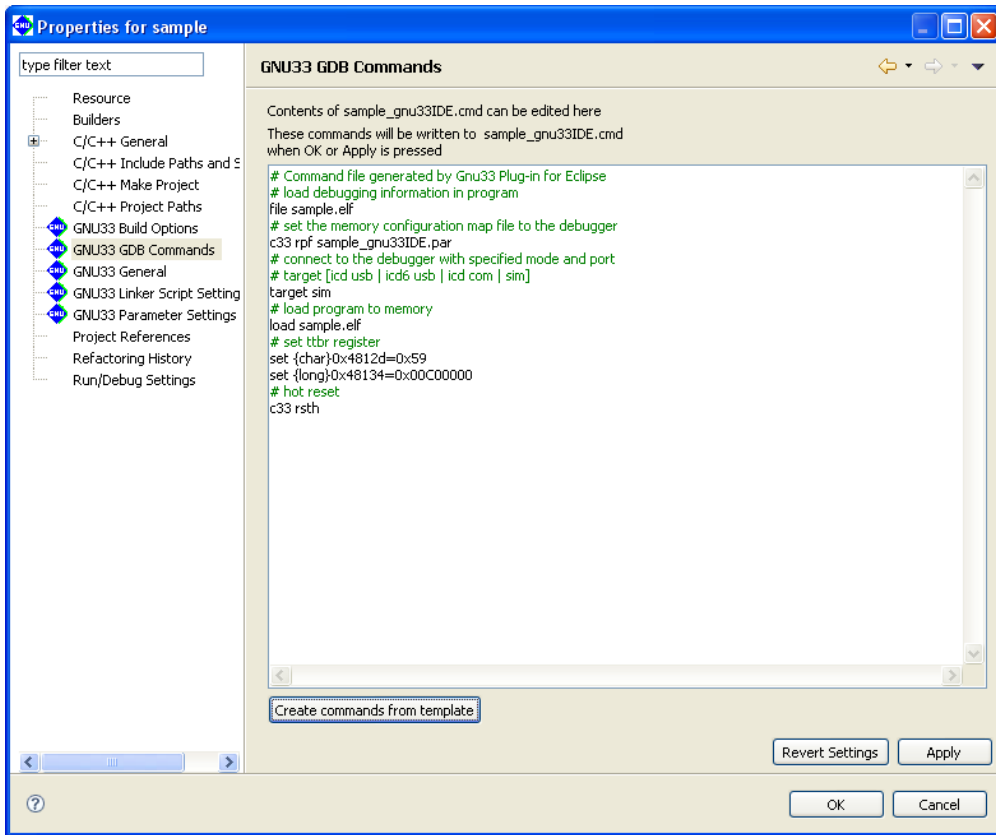 Properties for sample
type filter text
Resource
Builders
C/C++ General
C/C++ Include Paths and S
C/C++ Make Project
C/C++ Project Paths
GNU33 Build Options
GNU33 GDB Commands
GNU33 General
GNU33 Linker Script Setting
GNU33 Parameter Settings
Project References
Refactoring History
Run/Debug Settings
GNU33 GDB Commands
Contents of sample_gnu33IDE.cmd can be edited here
These commands will be written to  sample_gnu33IDE.cmd
when OK or Apply is pressed
# Command file generated by Gnu33 Plug-in for Eclipse
# load debugging information in program
file sample.elf
# set the memory configuration map file to the debugger
c33 rpf sample_gnu33IDE.par
# connect to the debugger with specified mode and port
# target [icd usb | icd6 usb | icd com | sim]
target sim
# load program to memory
load sample.elf
# set ttbr register
set {char}0x4812d=0x59
set {long}0x48134=0x00C00000
# hot reset
c33 rsth
Create commands from template
Revert Settings
Apply
OK
Cancel